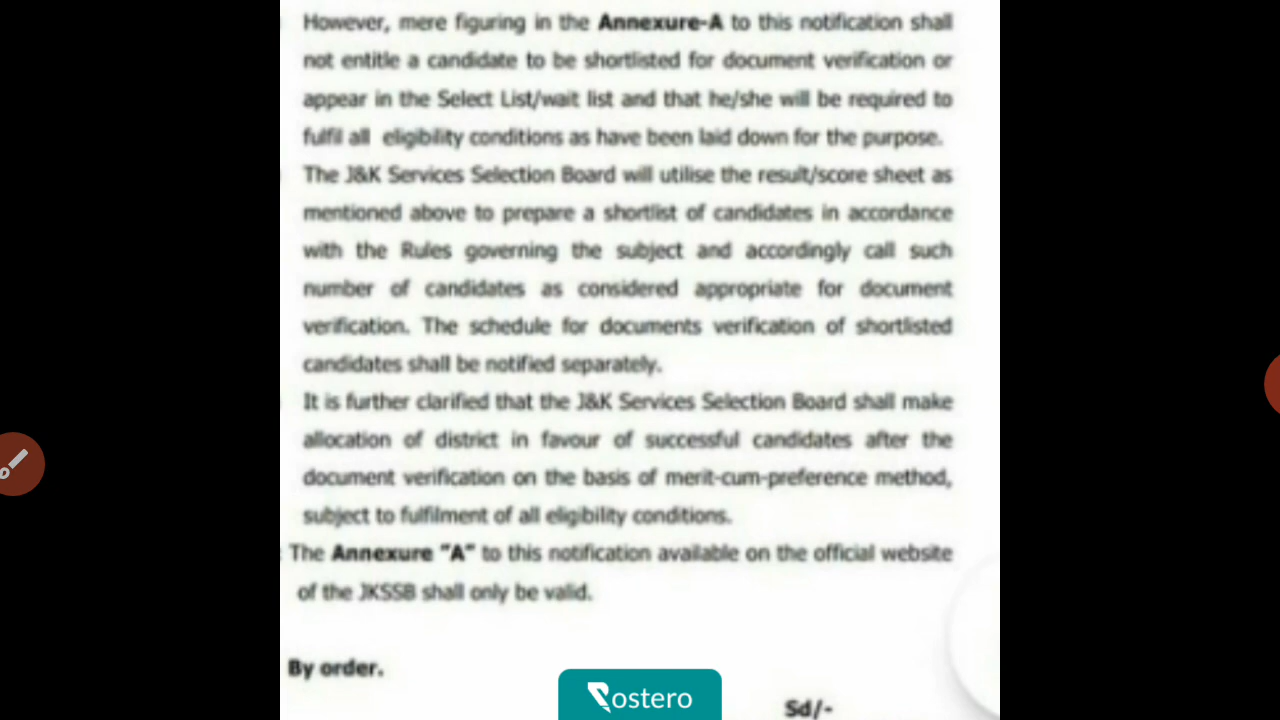 However, mere figuring in the Annexure-A to this notification shall
not entitle a candidate to be shortlisted for document verification or
appear in the Select List/wait list and that he/she will be required to
fulfil all eligibility conditions as have been laid down for the purpose.
The J&K Services Selection Board will utilise the result/score sheet as
mentioned above to prepare a shortlist of candidates in accordance
with the Rules governing the subject and accordingly call such
number of candidates as considered appropriate for document
verification. The schedule for documents verification of shortlisted
candidates shall be notified separately.
It is further clarified that the J&K Services Selection Board shall make
allocation of district in favour of successful candidates after the
document verification on the basis of merit-cum-preference method,
subject to fulfilment of all eligibility conditions.
The Annexure "A" to this notification available on the official website
of the JKSSB shall only be valid.
By order.
Rostero
Sd/-